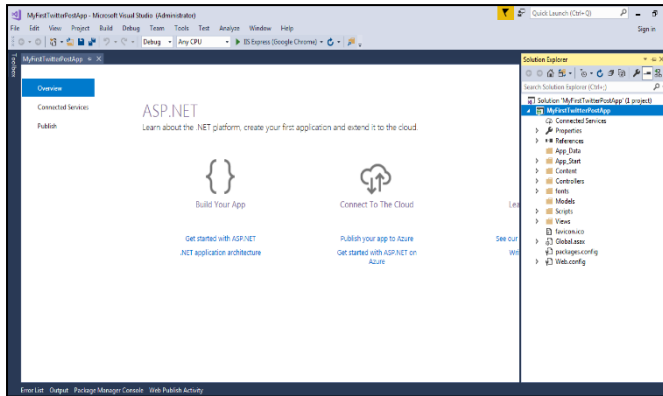 MyFirstTwitterPostApp - Microsoft Visual Studio (Administrator)
Quick Launch (Ctrl+Q)
File Edit View Project Build Debug Team Tools Test Analyze Window Help
Sign in
Debug Any CPU IIS Express (Google Chrome)
Toolbox
MyFirstTwitterPostApp
Overview
Connected Services
Publish
ASP.NET
Learn about the .NET platform, create your first application and extend it to the cloud.
{ }
Build Your App
Get started with ASP.NET
.NET application architecture
Connect To The Cloud
Publish your app to Azure
Get started with ASP.NET on
Azure
Lea
See our
Solution Explorer
Search Solution Explorer (Ctrl+;)
Solution 'MyFirstTwitterPostApp' (1 project)
MyFirstTwitterPostApp
Connected Services
Properties
References
App_Data
App_Start
Content
Controllers
fonts
Models
Scripts
Views
favicon.ico
Global.asax
packages.config
Web.config
Error List Output Package Manager Console Web Publish Activity